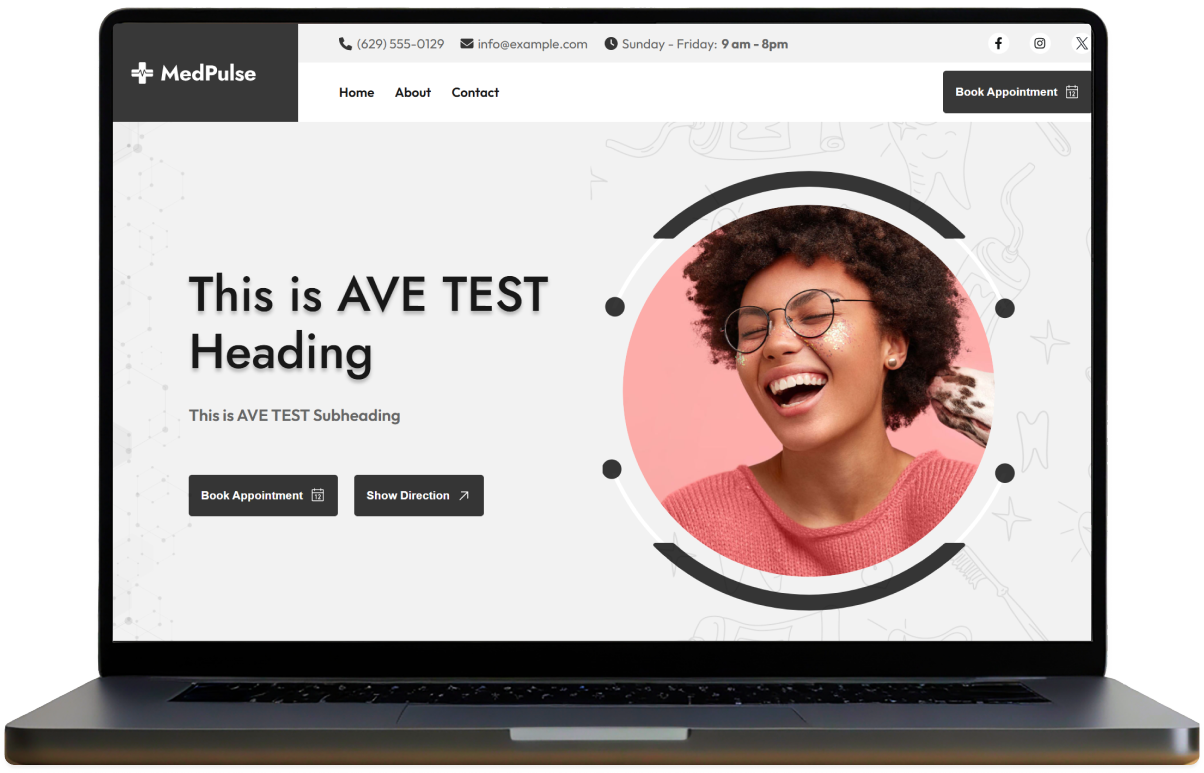 MedPulse
(629) 555-0129 info@example.com Sunday - Friday: 9 am - 8pm
Home About Contact
Book Appointment
This is AVE TEST
Heading
This is AVE TEST Subheading
Book Appointment
Show Direction